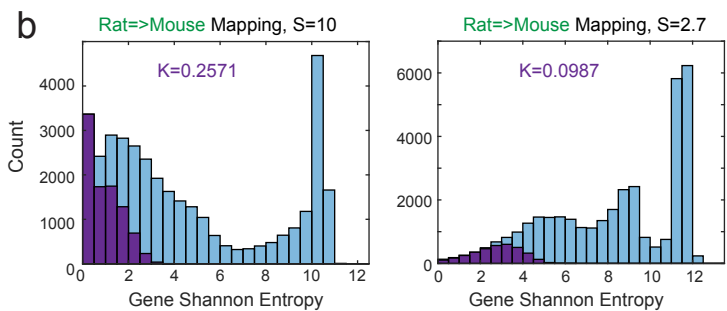 b
Rat=>Mouse Mapping, S=10
K=0.2571
Count
5000
4000
3000
2000
1000
0
0 2 4 6 8 10 12
Gene Shannon Entropy
Rat=>Mouse Mapping, S=2.7
K=0.0987
6000
4000
2000
0
0 2 4 6 8 10 12
Gene Shannon Entropy